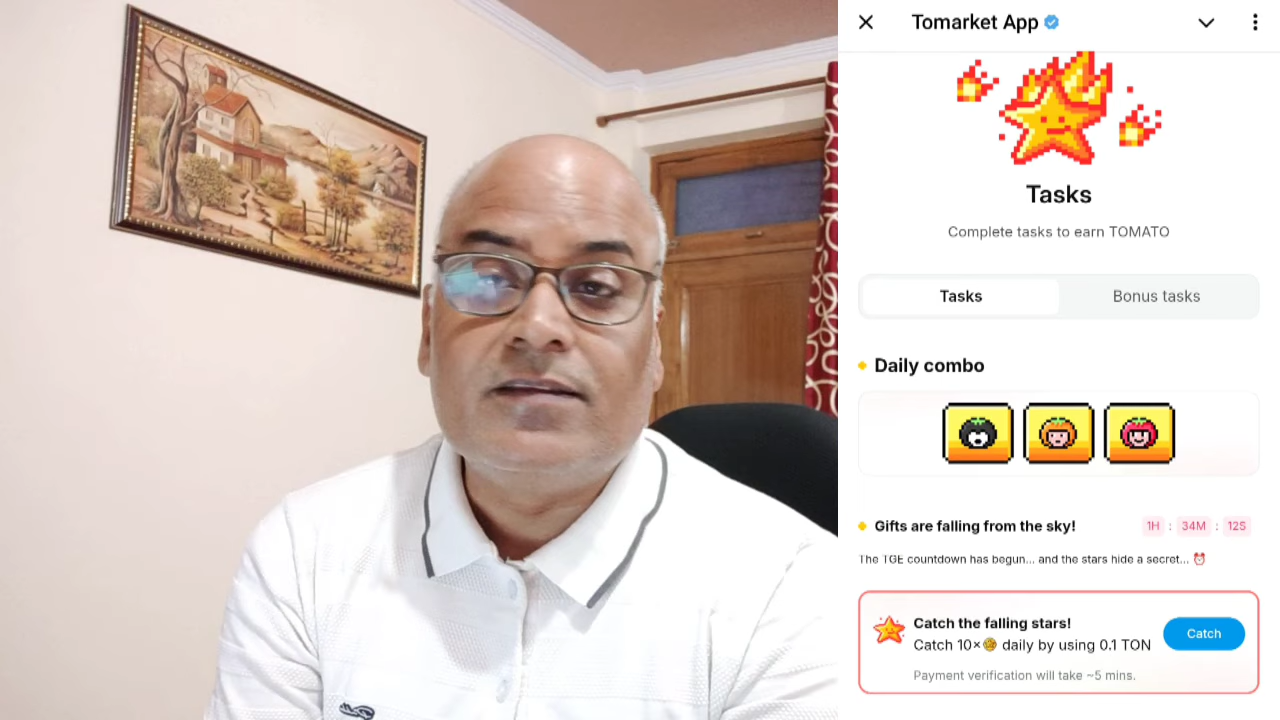 Tomarket App
Tasks
Complete tasks to earn TOMATO
Tasks
Bonus tasks
Daily combo
Gifts are falling from the sky!
1H : 34M : 12S
The TGE countdown has begun... and the stars hide a secret... ⏰
Catch the falling stars!
Catch 10× daily by using 0.1 TON
Catch
Payment verification will take ~5 mins.